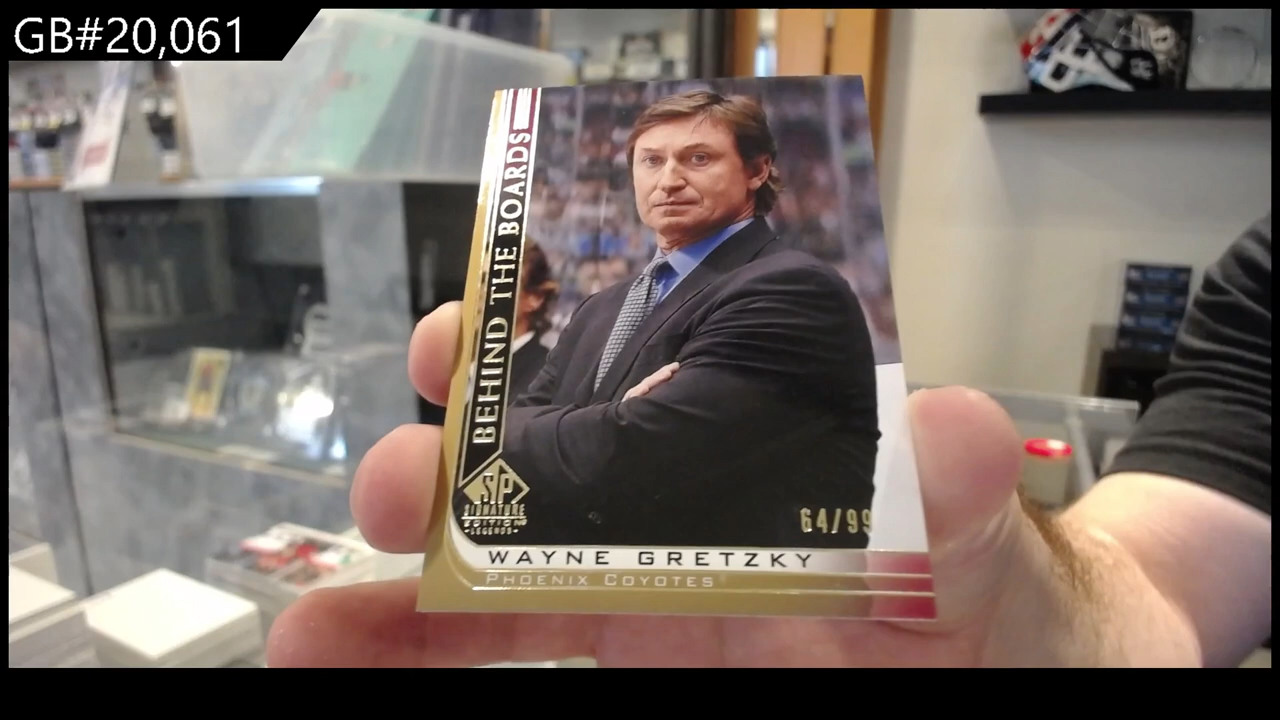 GB#20,061
BEHIND THE BOARDS
SP
SIGNATURE
EDITION
-LEGENDS-
64/99
WAYNE GRETZKY
PHOENIX COYOTES